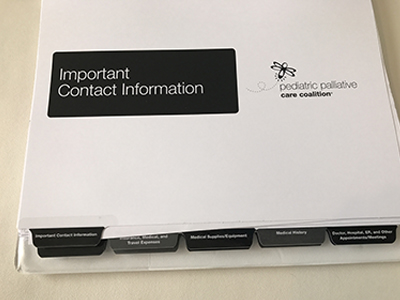 Important
Contact Information
pediatric palliative
care coalition®
Important Contact Information
Insurance, Medical, and
Travel Expenses
Medical Supplies/Equipment
Medical History
Doctor, Hospital, ER, and Other
Appointments/Meetings